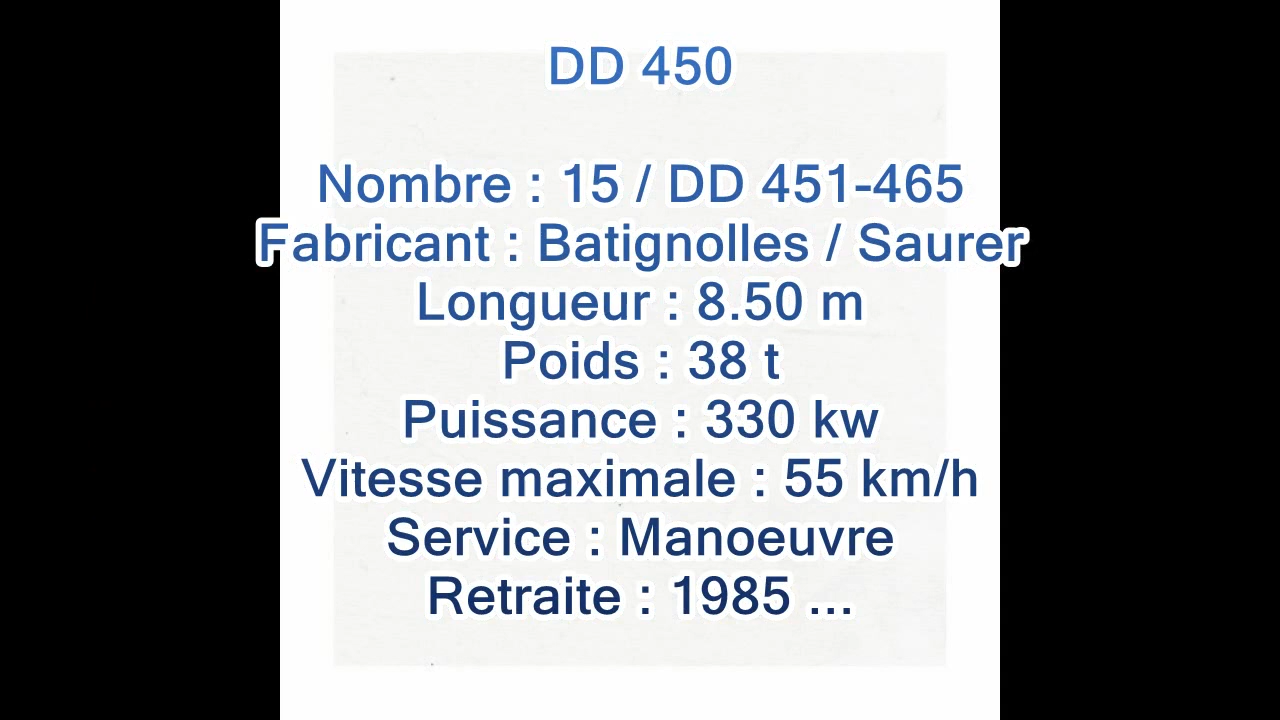 DD 450
Nombre : 15 / DD 451-465
Fabricant : Batignolles / Saurer
Longueur : 8.50 m
Poids : 38 t
Puissance : 330 kw
Vitesse maximale : 55 km/h
Service : Manoeuvre
Retraite : 1985 ...